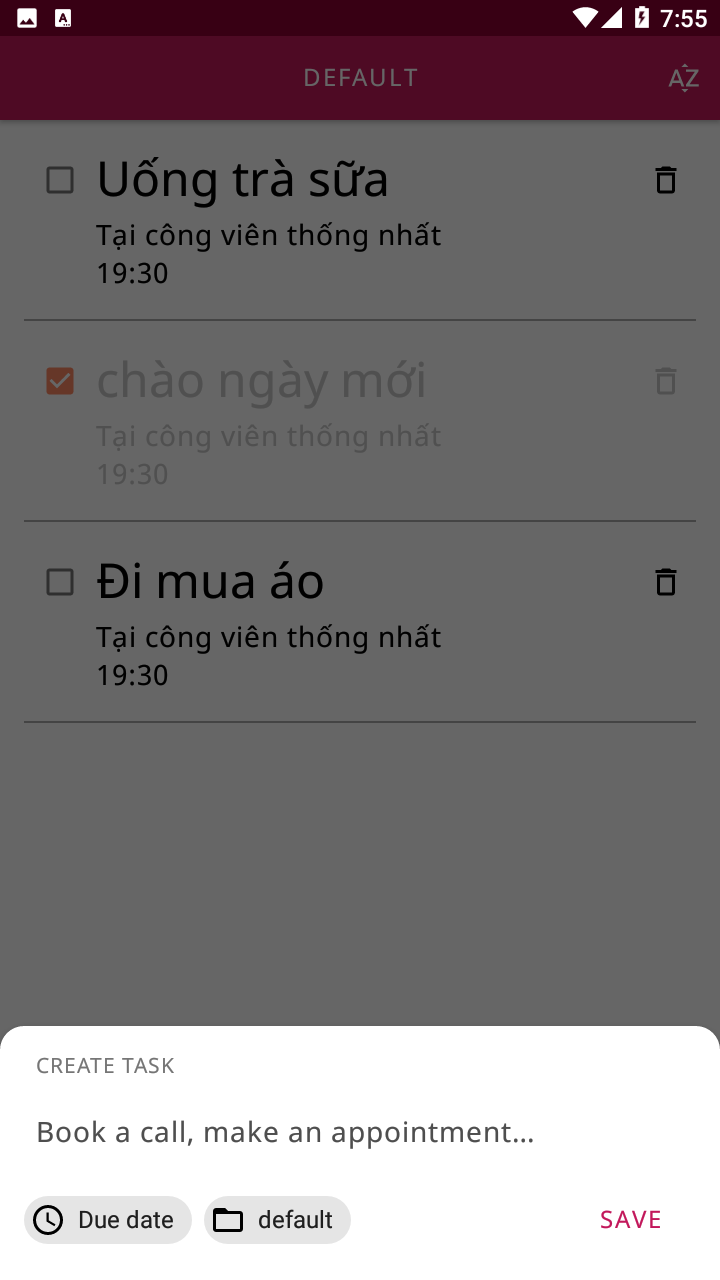 7:55
DEFAULT
AZ
Uống trà sữa
Tại công viên thống nhất
19:30
chào ngày mới
Tại công viên thống nhất
19:30
Đi mua áo
Tại công viên thống nhất
19:30
CREATE TASK
Book a call, make an appointment…
Due date
default
SAVE